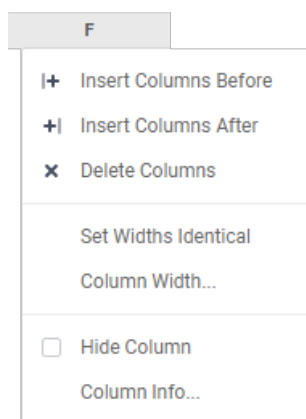 F
Insert Columns Before
Insert Columns After
Delete Columns
Set Widths Identical
Column Width...
Hide Column
Column Info...